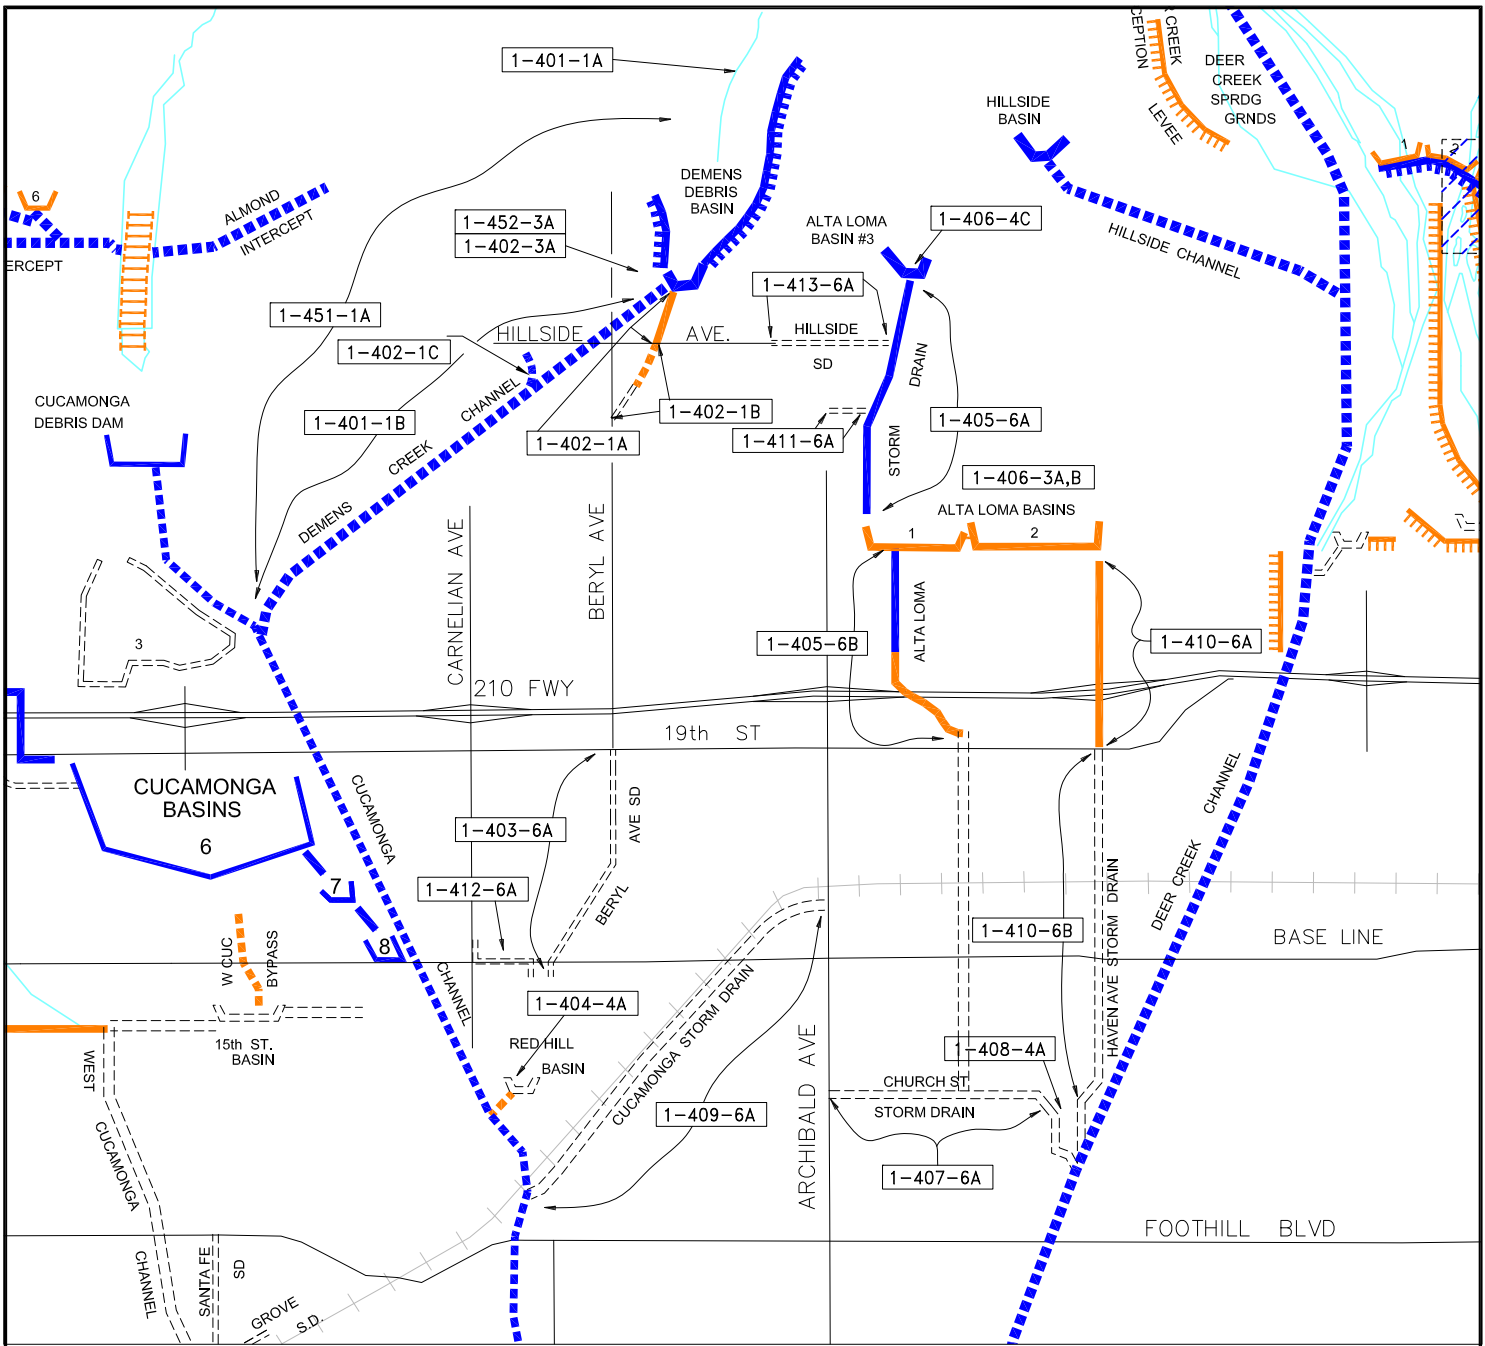 1-401-1A
R CREEK
CEPTION
LEVEE
DEER
CREEK
SPRDG
GRNDS
HILLSIDE
BASIN
1
2
6
ALMOND
INTERCEPT
ERCEPT
DEMENS
DEBRIS
BASIN
1-452-3A
1-402-3A
ALTA LOMA
BASIN #3
1-406-4C
HILLSIDE CHANNEL
1-413-6A
1-451-1A
HILLSIDE AVE.
HILLSIDE
SD
1-402-1C
DRAIN
STORM
CUCAMONGA
DEBRIS DAM
1-401-1B
CHANNEL
CREEK
DEMENS
1-402-1B
1-402-1A
1-411-6A
1-405-6A
1-406-3A,B
ALTA LOMA BASINS
1
2
CARNELIAN AVE
BERYL AVE
ALTA LOMA
3
1-405-6B
1-410-6A
210 FWY
19th ST
CUCAMONGA
BASINS
6
7
8
CUCAMONGA
CHANNEL
AVE SD
BERYL
1-403-6A
1-412-6A
CHANNEL
DEER CREEK
HAVEN AVE STORM DRAIN
1-410-6B
BASE LINE
W CUC
BYPASS
1-404-4A
15th ST.
BASIN
RED HILL
BASIN
CUCAMONGA STORM DRAIN
ARCHIBALD AVE
1-408-4A
CHURCH ST.
STORM DRAIN
1-409-6A
1-407-6A
WEST
CUCAMONGA
CHANNEL
SANTA FE
SD
GROVE
S.D.
FOOTHILL BLVD